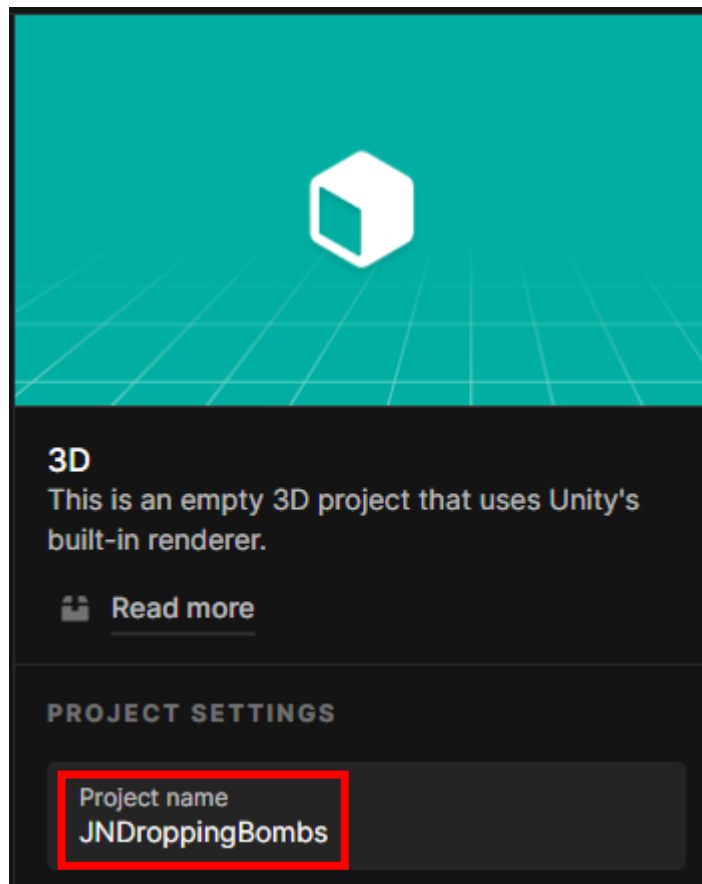 3D
This is an empty 3D project that uses Unity's
built-in renderer.
Read more
PROJECT SETTINGS
Project name
JNDroppingBombs